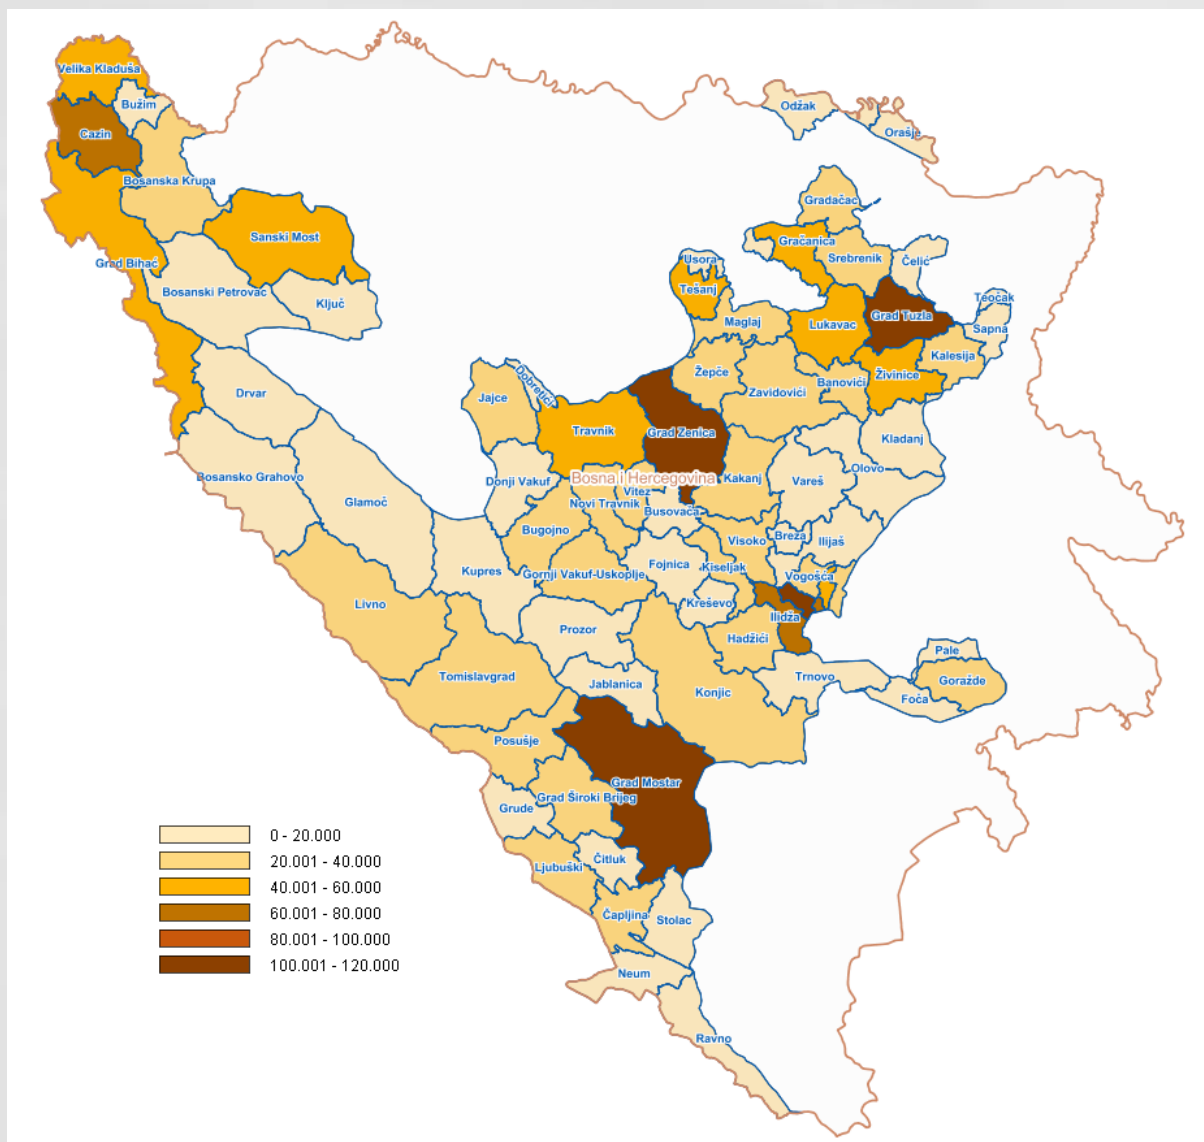 Velika Kladuša
Bužim
Cazin
Bosanska Krupa
Sanski Most
Grad Bihać
Bosanski Petrovac
Ključ
Drvar
Bosansko Grahovo
Glamoč
Livno
Kupres
Tomislavgrad
Odžak
Orašje
Gradačac
Gračanica
Srebrenik
Čelić
Usora
Tešanj
Maglaj
Lukavac
Grad Tuzla
Teočak
Sapna
Kalesija
Živinice
Banovići
Zavidovići
Žepče
Dobretići
Jajce
Travnik
Grad Zenica
Kladanj
Olovo
Vareš
Kakanj
Bosna i Hercegovina
Donji Vakuf
Vitez
Novi Travnik
Busovača
Bugojno
Visoko
Breza
Ilijaš
Fojnica
Kiseljak
Vogošća
Gornji Vakuf-Uskoplje
Kreševo
Ilidža
Hadžići
Prozor
Jablanica
Konjic
Trnovo
Pale
Goražde
Foča
Posušje
Grad Mostar
Grad Široki Brijeg
Grude
Čitluk
Ljubuški
Čapljina
Stolac
Neum
Ravno
0 - 20.000
20.001 - 40.000
40.001 - 60.000
60.001 - 80.000
80.001 - 100.000
100.001 - 120.000